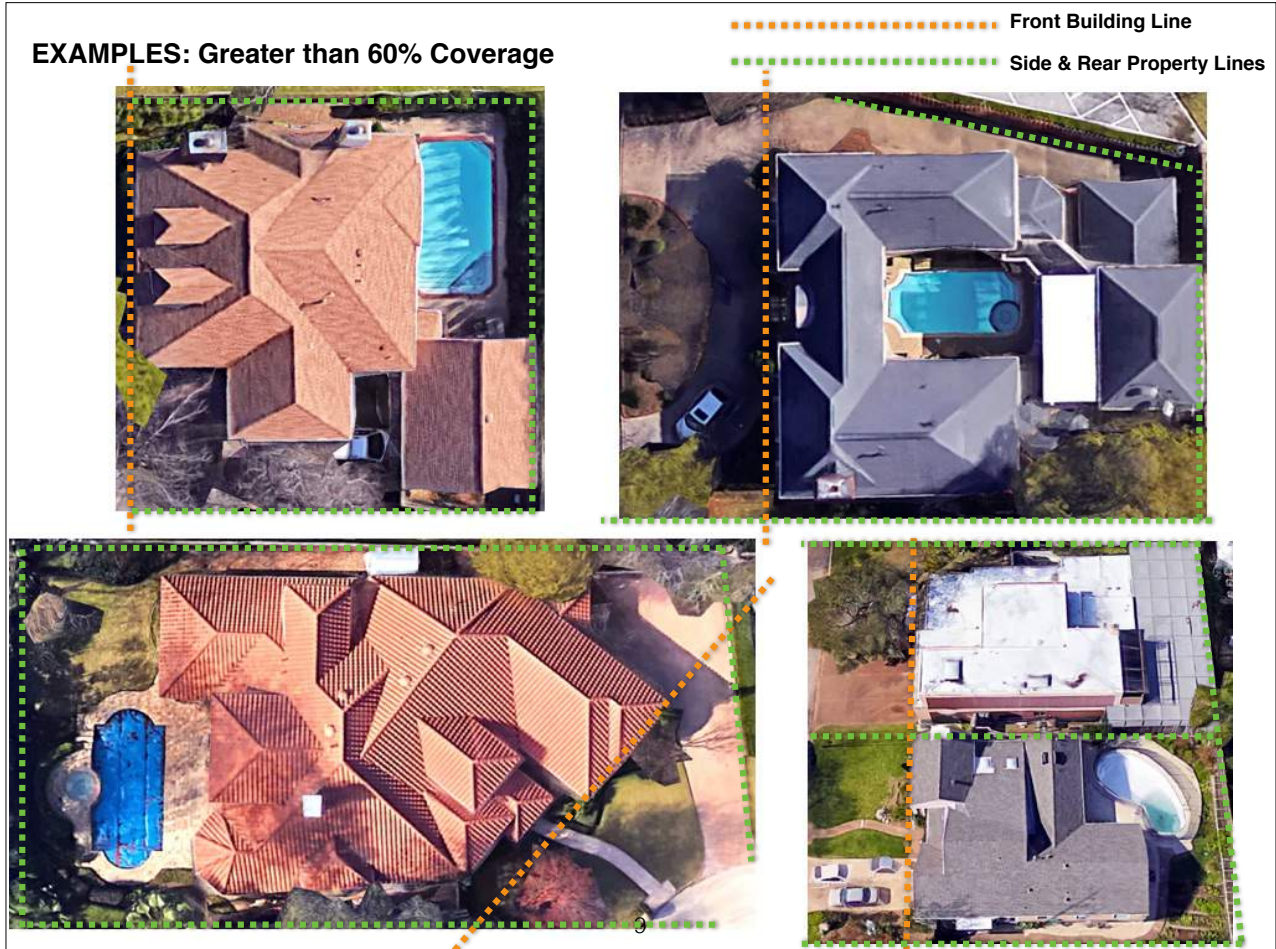 Front Building Line
EXAMPLES: Greater than 60% Coverage
Side & Rear Property Lines
3